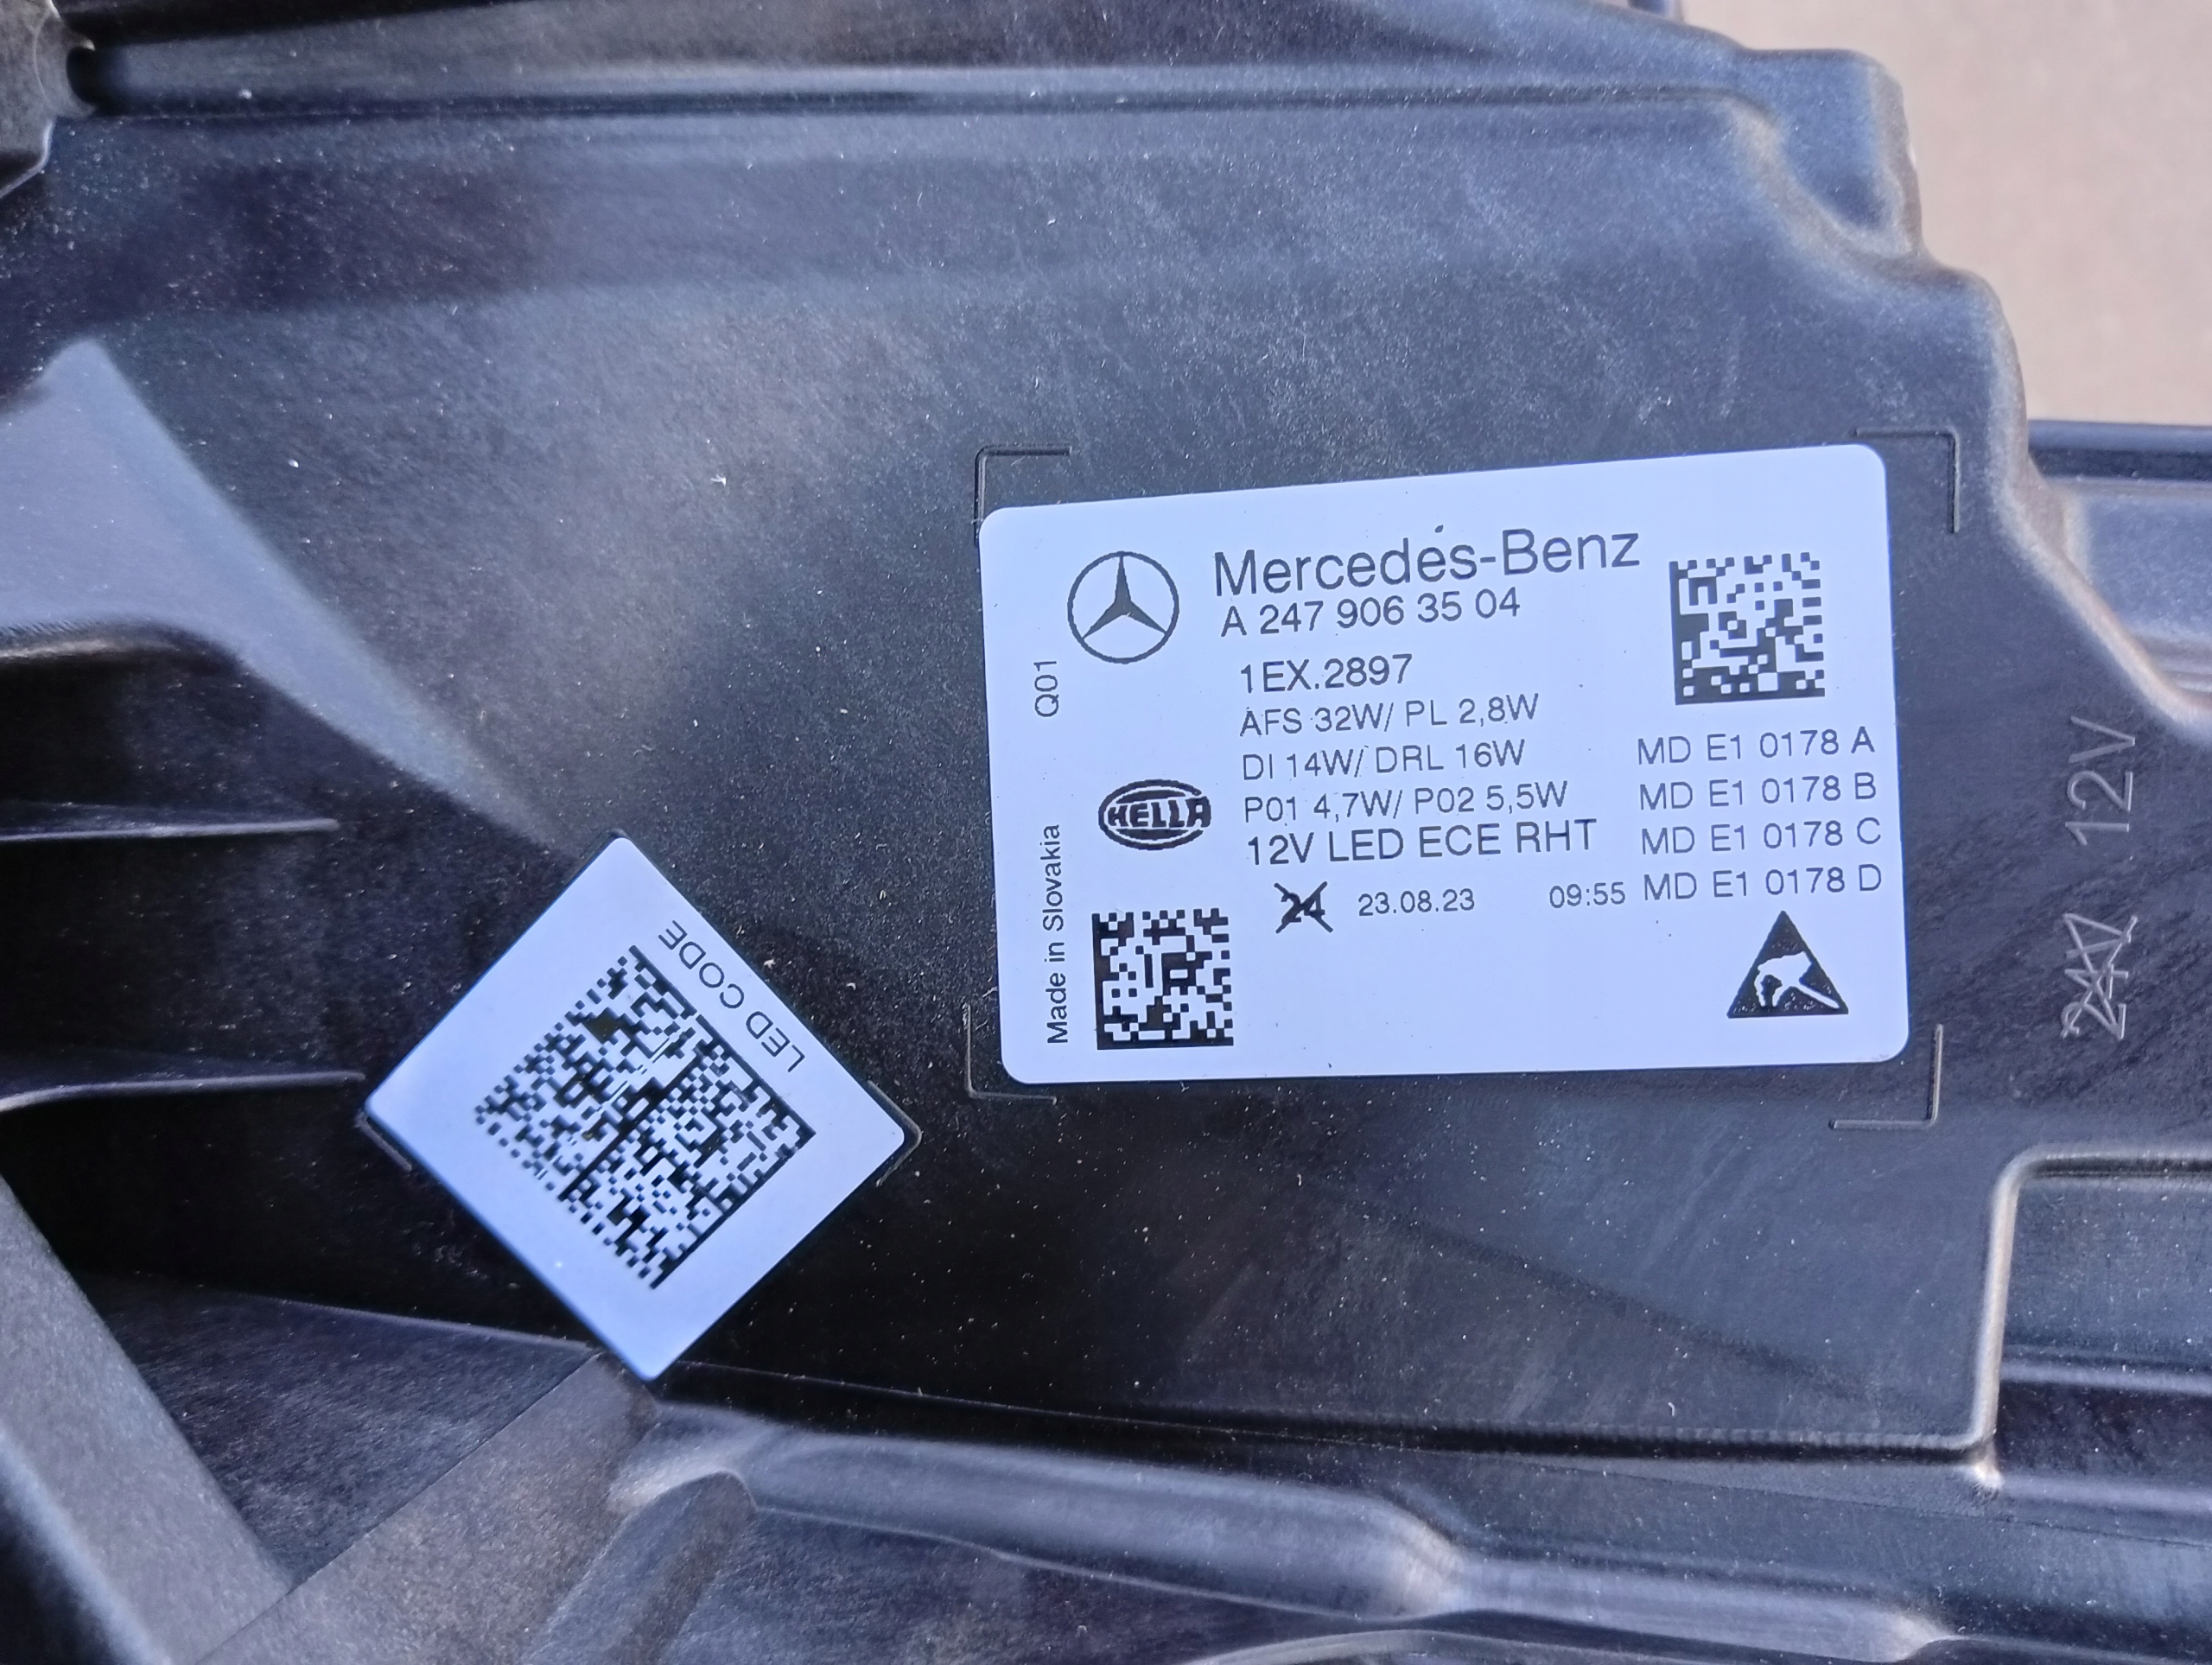 Mercedes-Benz
A 247 906 35 04
1EX.2897
AFS 32W/ PL 2,8W
DI 14W/ DRL 16W
P01 4,7W/ P02 5,5W
12V LED ECE RHT
24 23.08.23 09:55
MD E1 0178 A
MD E1 0178 B
MD E1 0178 C
MD E1 0178 D
Q01
Made in Slovakia
HELLA
LED CODE
12V
24V